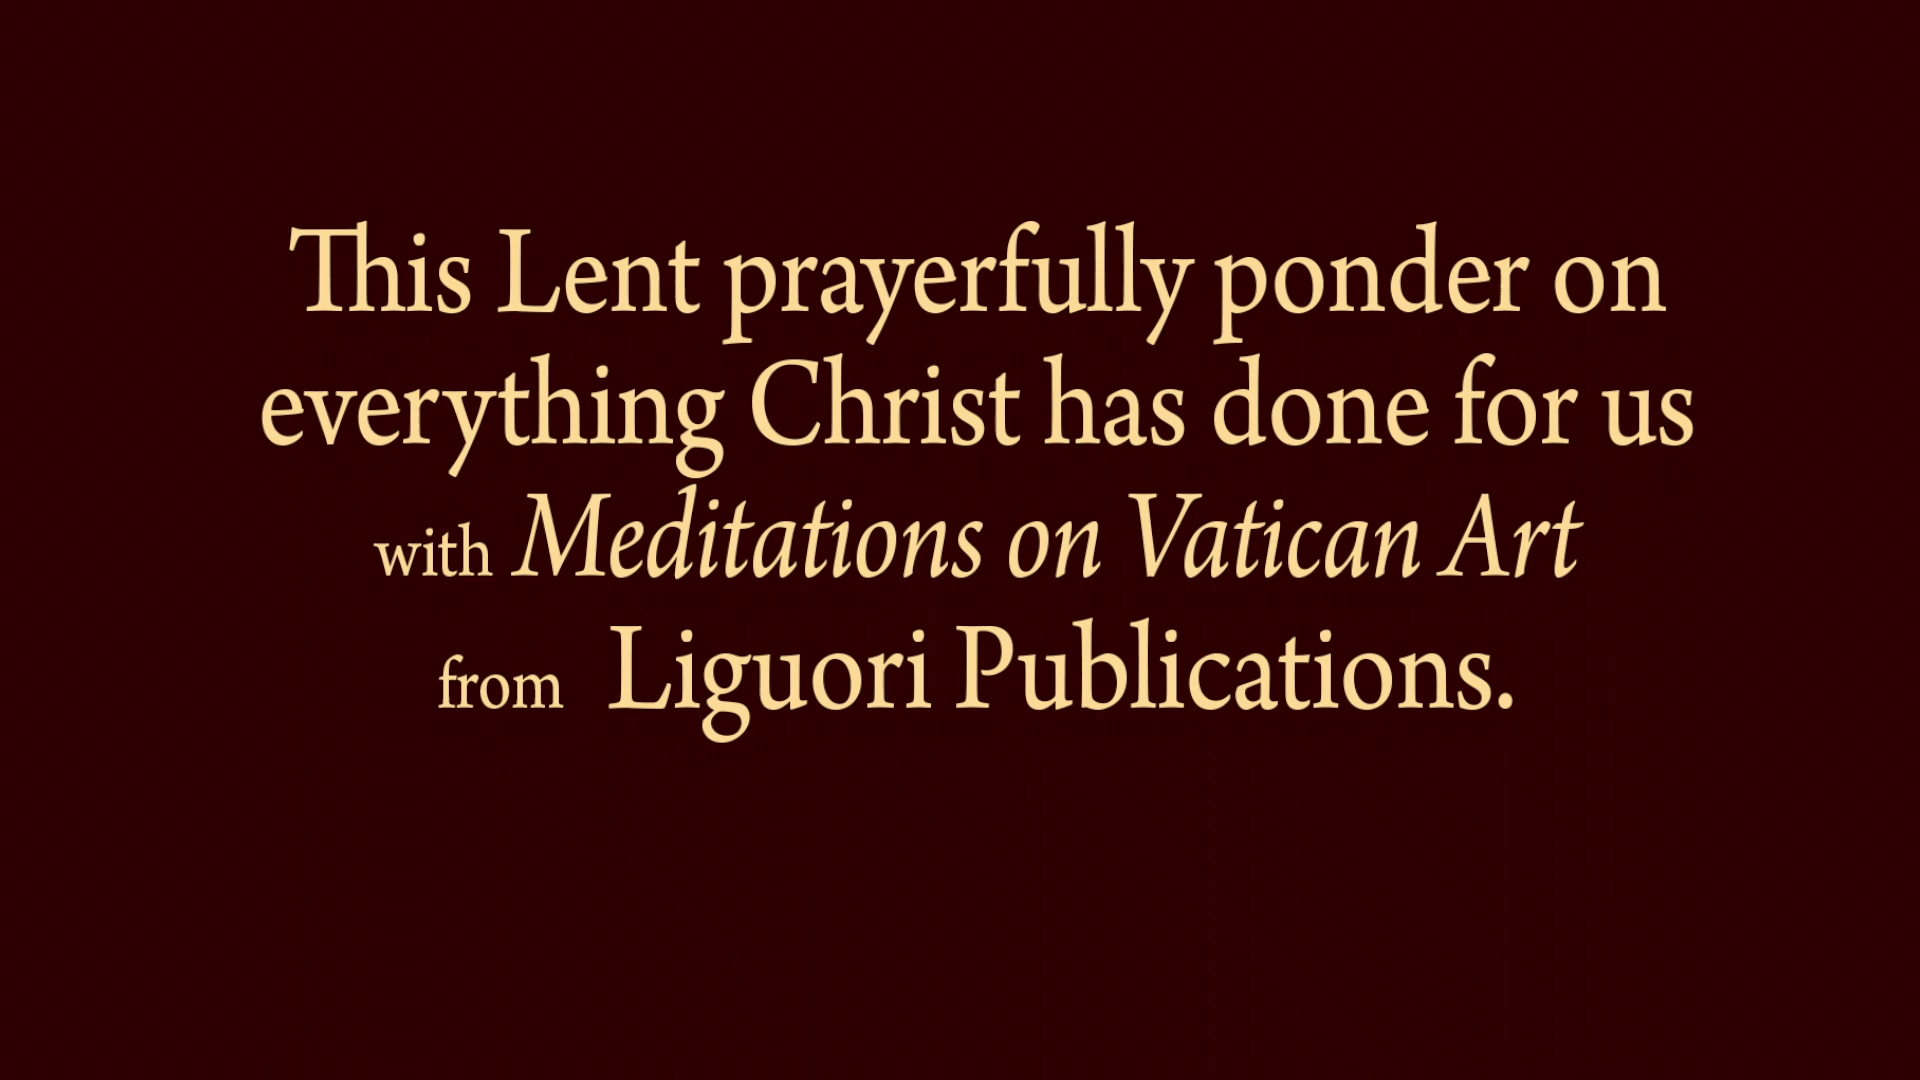 This Lent prayerfully ponder on
everything Christ has done for us
with Meditations on Vatican Art
from Liguori Publications.